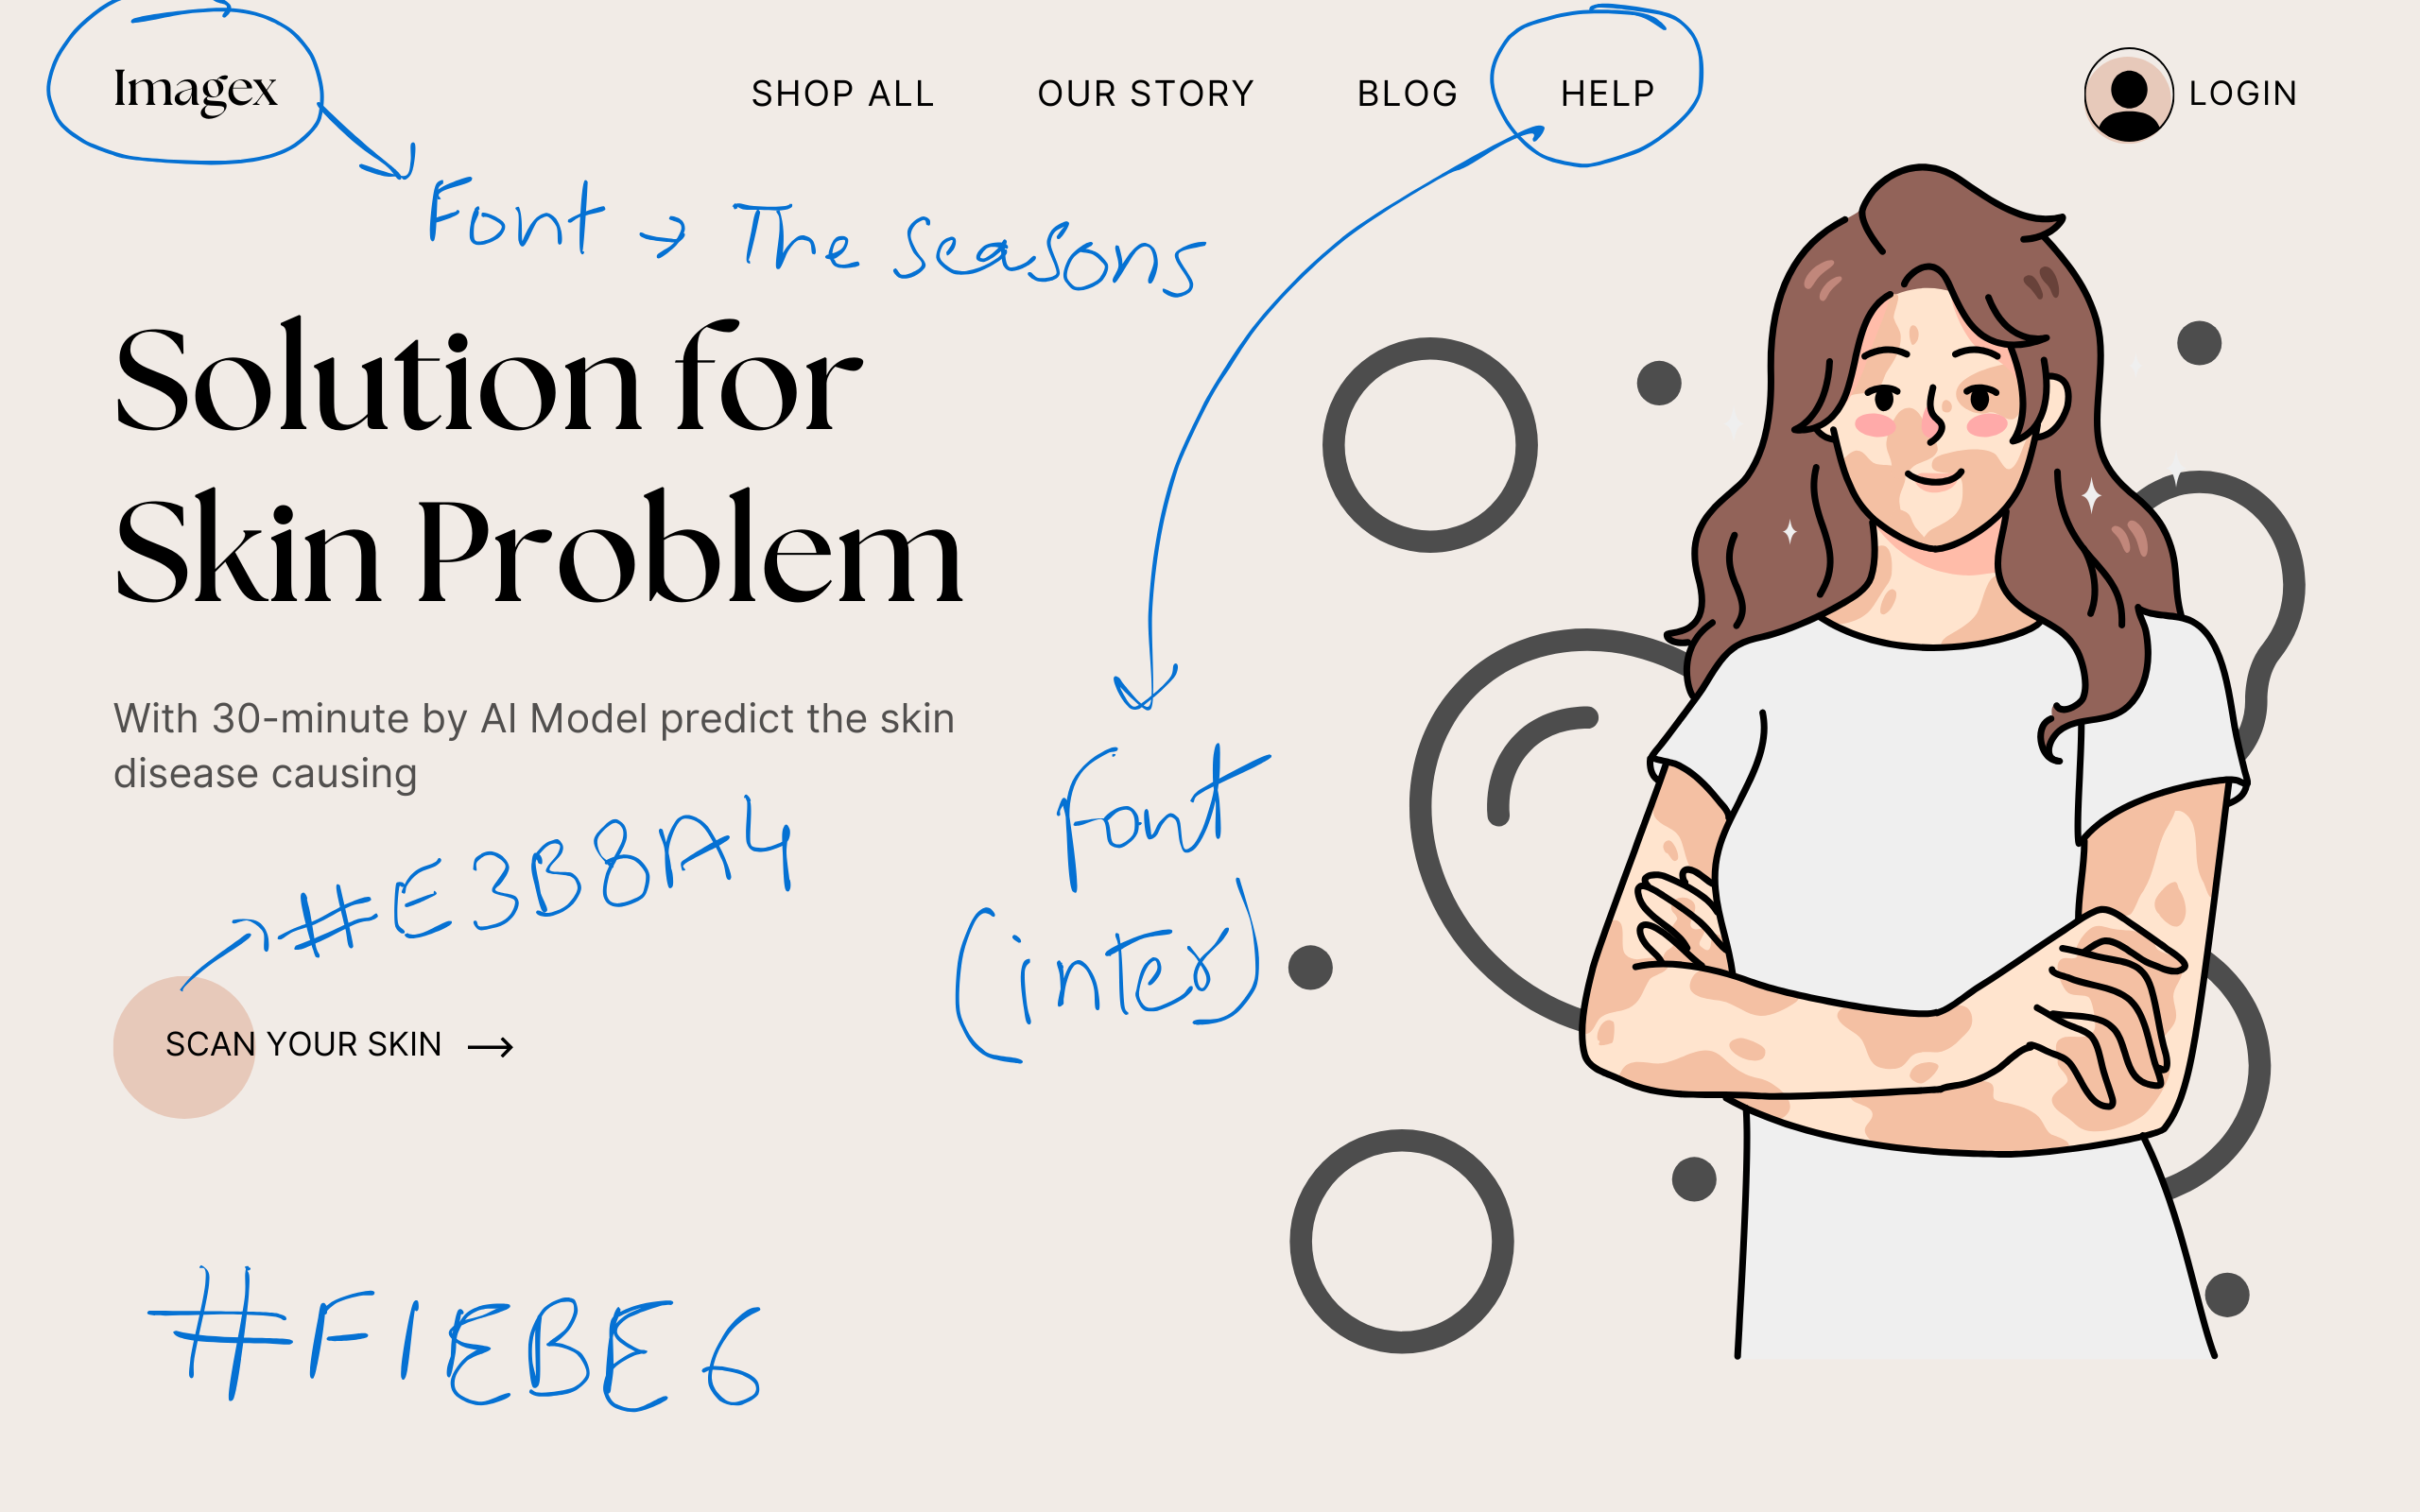 Imagex
SHOP ALL OUR STORY BLOG HELP
LOGIN
Font → The seasons
Solution for
Skin Problem
With 30-minute by AI Model predict the skin
disease causing
#E3B8A4
SCAN YOUR SKIN →
font
(inter)
#F1EBE6